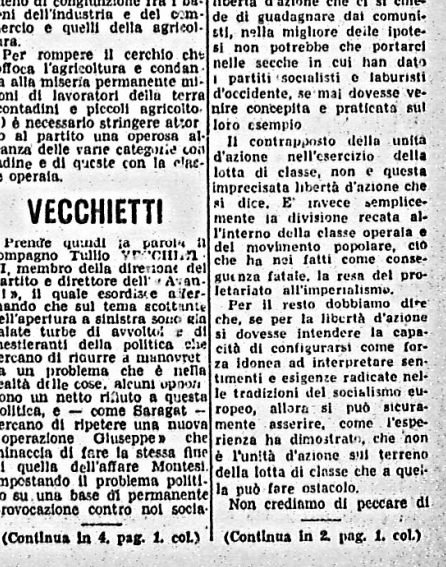 meno di congiunzione fra i ba-
eni dell'industria e del com-
ercio e quelli della agricol-
ura.
Per rompere il cerchio che
offoca l'agricoltura e condan-
a alla miseria permanente mi-
oni di lavoratori della terra
contadini e piccoli agricolto-
) è necessario stringere attor
o al partito una operosa al-
anza delle varie categorie con
adine e di queste con la clas-
e operaia.
VECCHIETTI
Prende quindi la parola il
ompagno Tullio VECCHIET-
I, membro della direzione del
artito e direttore dell'« Avan-
i», il quale esordisce affer-
mando che sul tema scottante
ell'apertura a sinistra sono già
alate turbe di avvoltoi e di
mestieranti della politica che
ercano di ridurre a manovret
a un problema che è nella
ealtà delle cose, alcuni oppon
ono un netto rifiuto a questa
olitica, e — come Saragat —
ercano di ripetere una nuova
operazione Giuseppe» che
inaccia di fare la stessa fine
i quella dell'affare Montesi.
mpostando il problema politi-
o su una base di permanente
rovocazione contro noi socia-
(Continua in 4. pag. 1. col.)
libertà d'azione che ci si chie-
de di guadagnare dai comuni-
sti, nella migliore delle ipote-
si non potrebbe che portarci
nelle secche in cui han dato
i partiti socialisti e laburisti
d'occidente, se mai dovesse ve-
nire concepita e praticata sul
loro esempio
Il contrapposto della unità
d'azione nell'esercizio della
lotta di classe, non e questa
imprecisata libertà d'azione che
si dice. E' invece semplice-
mente la divisione recata al-
l'interno della classe operaia e
del movimento popolare, ciò
che ha nei fatti come conse-
guenza fatale, la resa del pro-
letariato all'imperialismo.
Per il resto dobbiamo dire
che, se per la libertà d'azione
si dovesse intendere la capa-
cità di configurarsi come for-
za idonea ad interpretare sen-
timenti e esigenze radicate nel-
le tradizioni del socialismo eu-
ropeo, allora si può sicura-
mente asserire, come l'espe-
rienza ha dimostrato, che non
è l'unità d'azione sul terreno
della lotta di classe che a quel-
la può fare ostacolo.
Non crediamo di peccare di
(Continua in 2. pag. 1. col.)